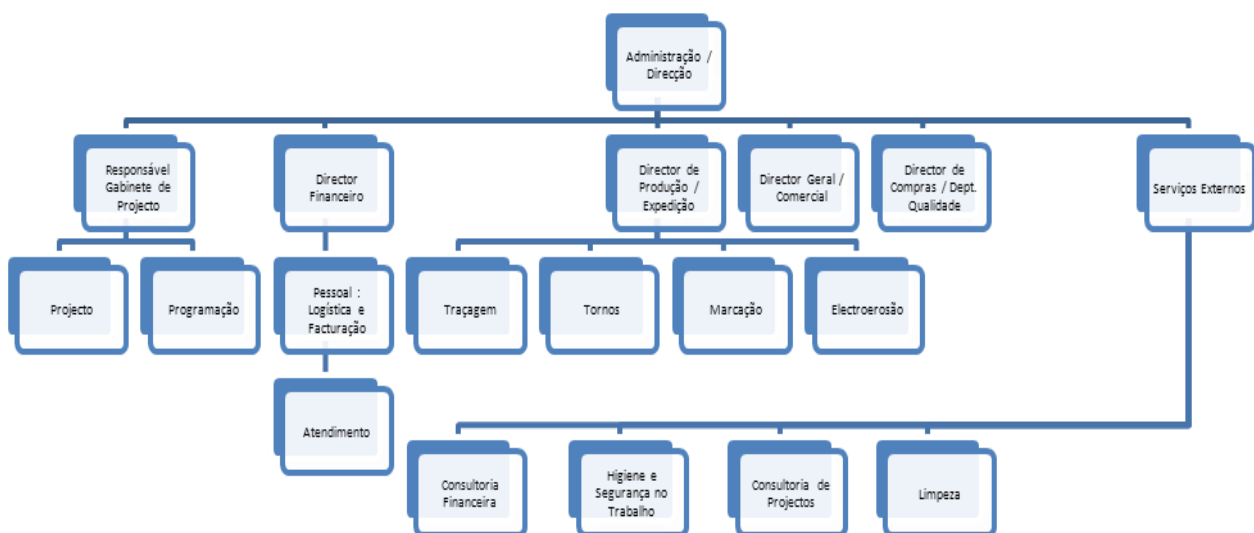 Administração /
Direcção
Responsável
Gabinete de
Projecto
Director
Financeiro
Director de
Produção /
Expedição
Director Geral /
Comercial
Director de
Compras / Dept.
Qualidade
Serviços Externos
Projecto
Programação
Pessoal :
Logística e
Facturação
Traçagem
Tornos
Marcação
Electroerosão
Atendimento
Consultoria
Financeira
Higiene e
Segurança no
Trabalho
Consultoria de
Projectos
Limpeza